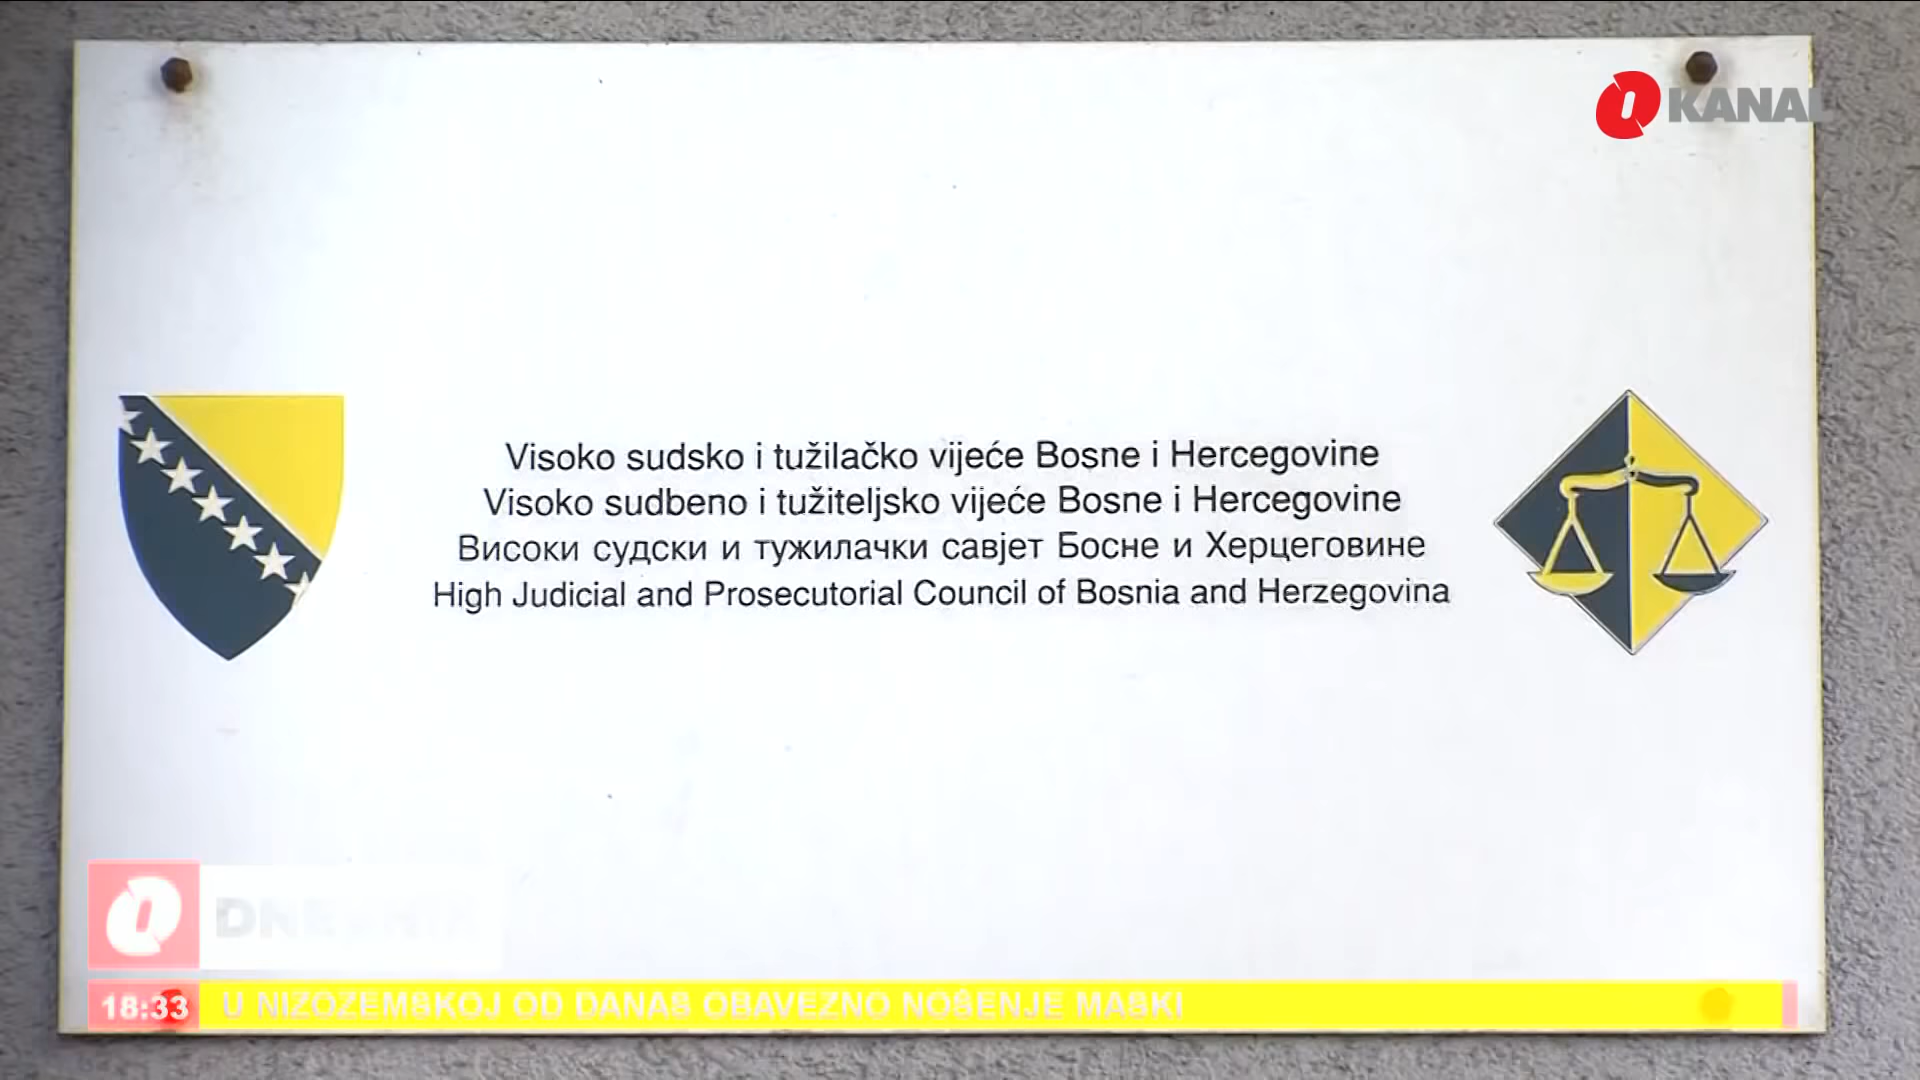 O KANAL
Visoko sudsko i tužilačko vijeće Bosne i Hercegovine
Visoko sudbeno i tužiteljsko vijeće Bosne i Hercegovine
Високи судски и тужилачки савјет Босне и Херцеговине
High Judicial and Prosecutorial Council of Bosnia and Herzegovina
DNEVNIK
18:33 U NIZOZEMSKOJ OD DANAS OBAVEZNO NOŠENJE MASKI